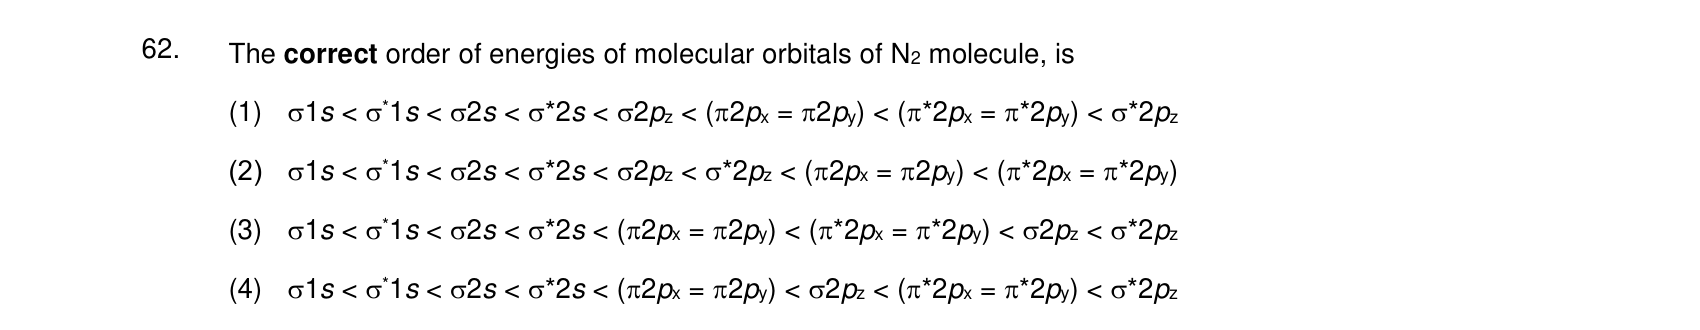 62. The correct order of energies of molecular orbitals of N2 molecule, is
(1) σ1s < σ*1s < σ2s < σ*2s < σ2pz < (π2px = π2py) < (π*2px = π*2py) < σ*2pz
(2) σ1s < σ*1s < σ2s < σ*2s < σ2pz < σ*2pz < (π2px = π2py) < (π*2px = π*2py)
(3) σ1s < σ*1s < σ2s < σ*2s < (π2px = π2py) < (π*2px = π*2py) < σ2pz < σ*2pz
(4) σ1s < σ*1s < σ2s < σ*2s < (π2px = π2py) < σ2pz < (π*2px = π*2py) < σ*2pz